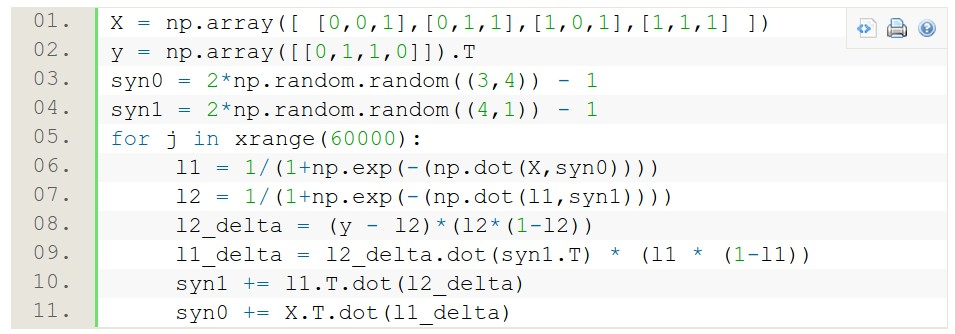 01. X = np.array([ [0,0,1],[0,1,1],[1,0,1],[1,1,1] ])
02. y = np.array([[0,1,1,0]]).T
03. syn0 = 2*np.random.random((3,4)) - 1
04. syn1 = 2*np.random.random((4,1)) - 1
05. for j in xrange(60000):
06.     l1 = 1/(1+np.exp(-(np.dot(X,syn0))))
07.     l2 = 1/(1+np.exp(-(np.dot(l1,syn1))))
08.     l2_delta = (y - l2)*(l2*(1-l2))
09.     l1_delta = l2_delta.dot(syn1.T) * (l1 * (1-l1))
10.     syn1 += l1.T.dot(l2_delta)
11.     syn0 += X.T.dot(l1_delta)